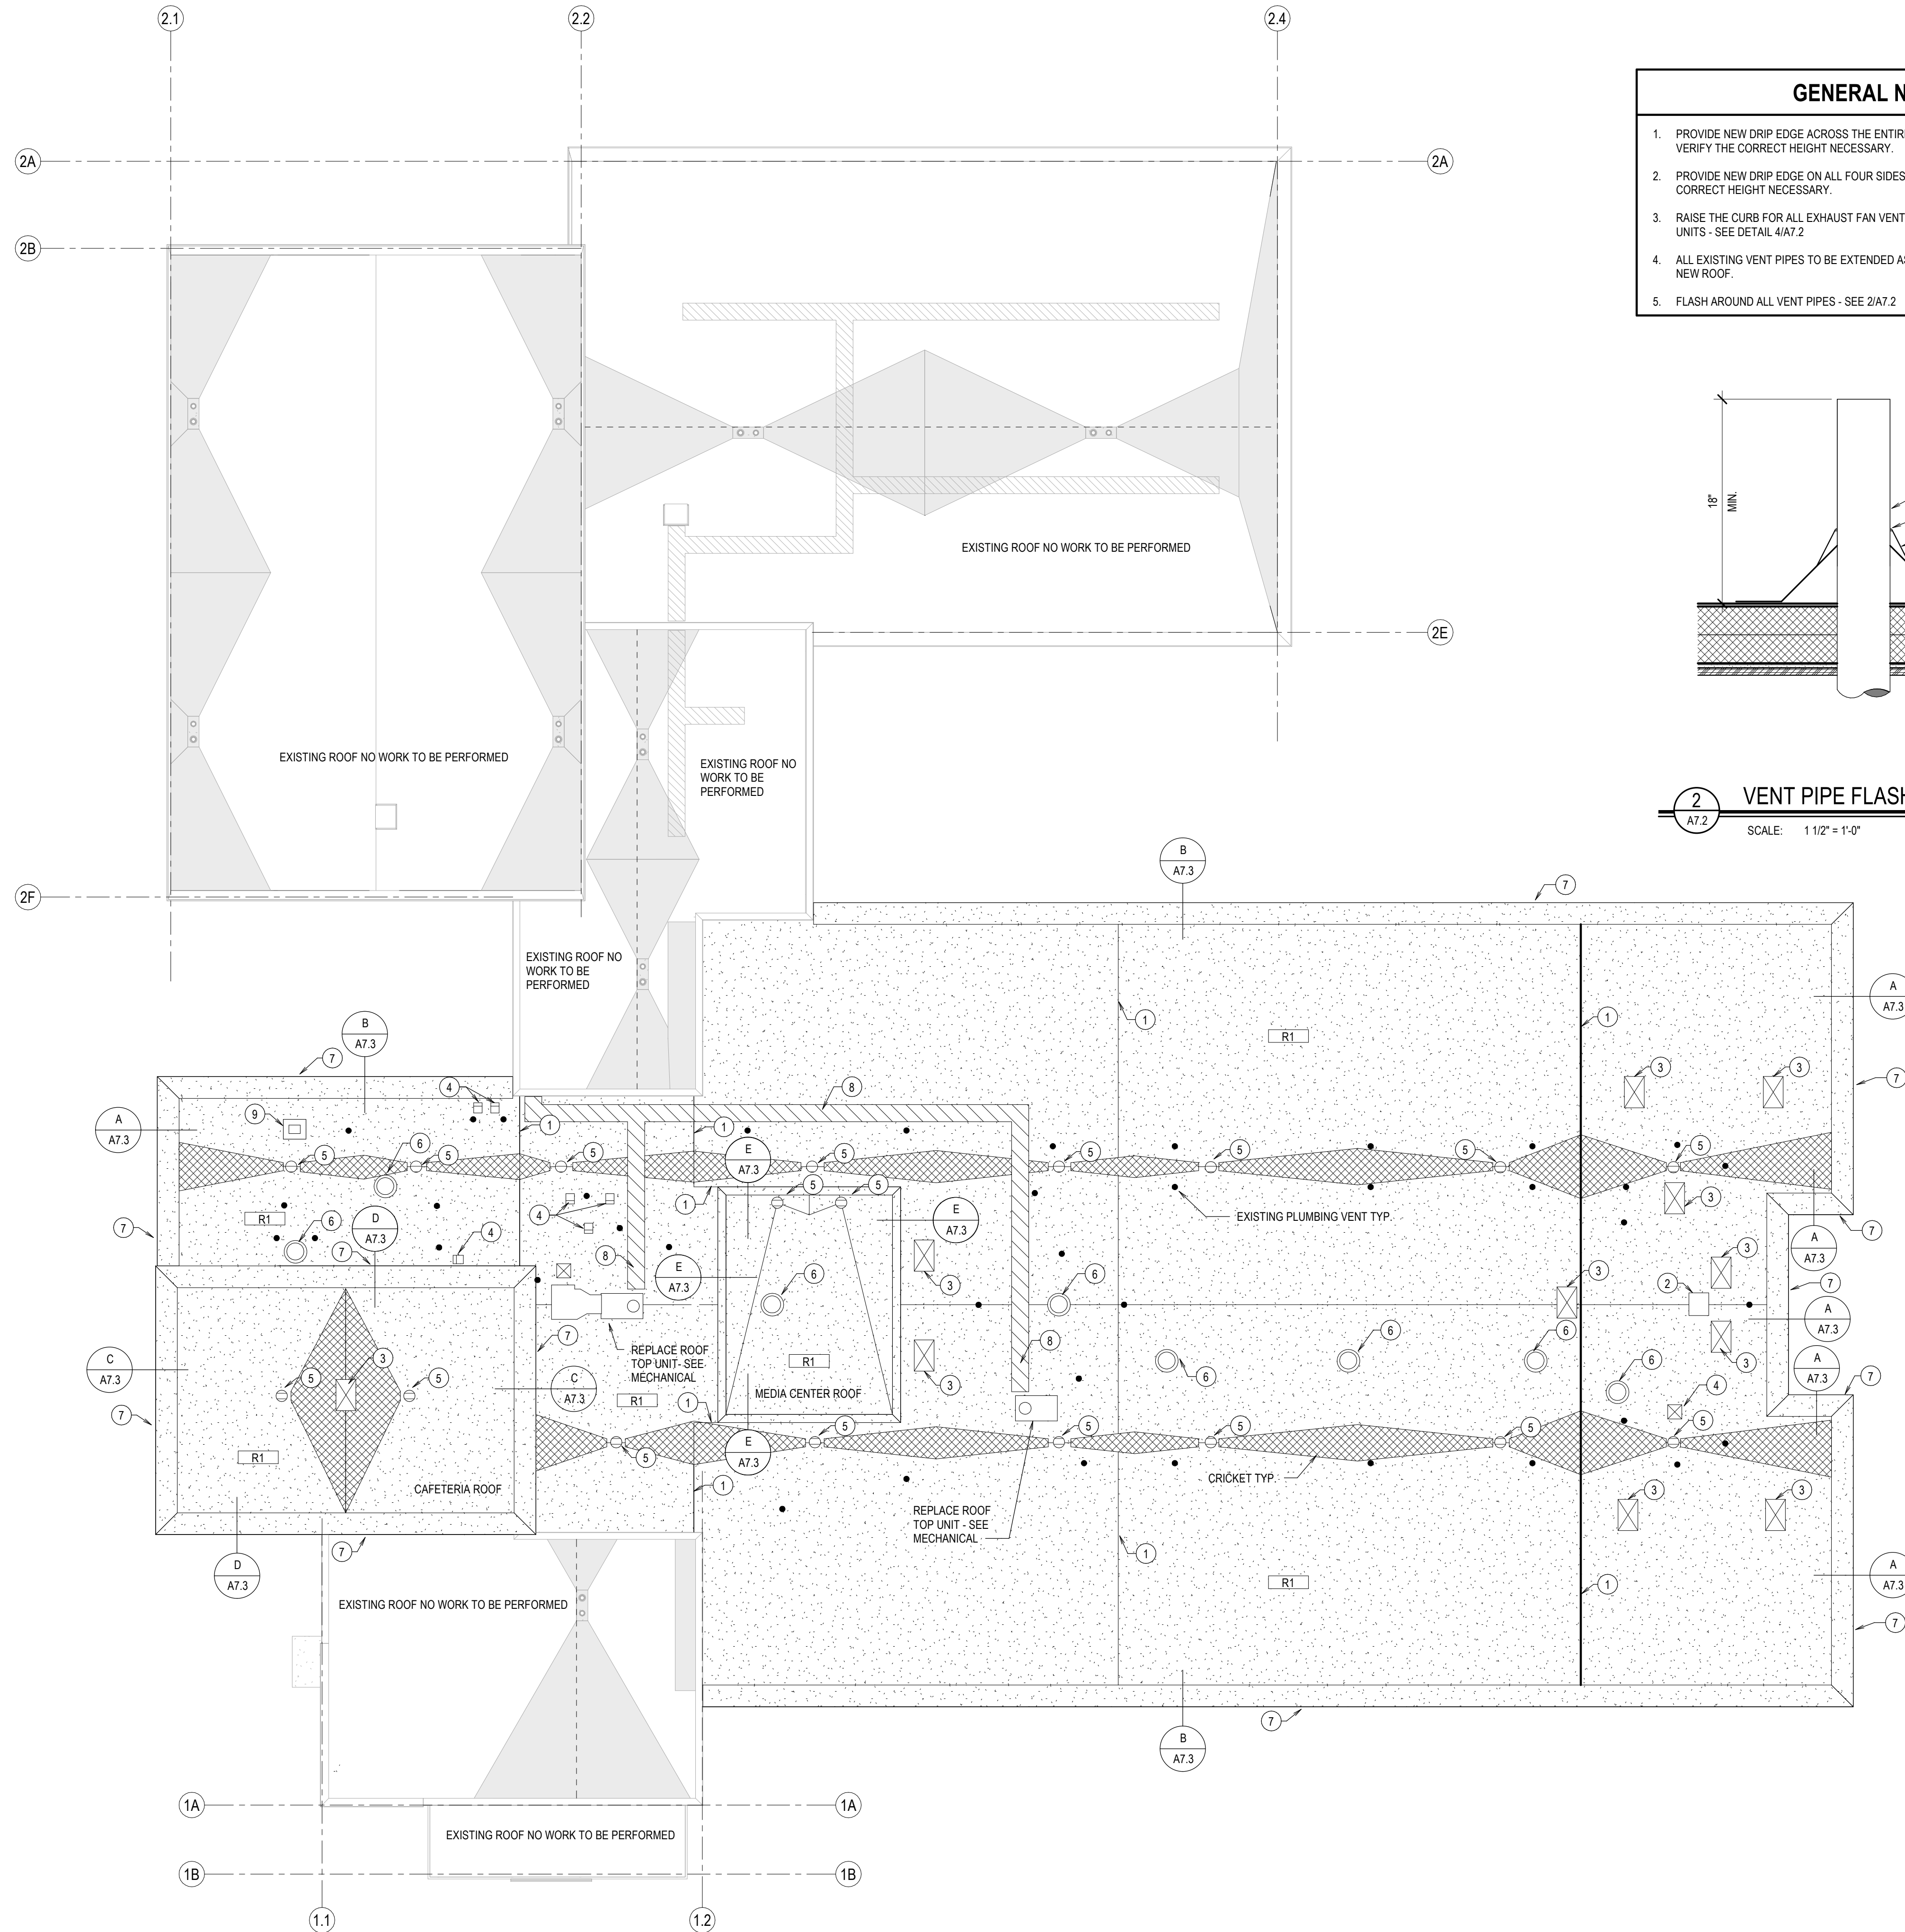 2.1
2.2
2.4
GENERAL N
1. PROVIDE NEW DRIP EDGE ACROSS THE ENTIR
VERIFY THE CORRECT HEIGHT NECESSARY.
2. PROVIDE NEW DRIP EDGE ON ALL FOUR SIDES
CORRECT HEIGHT NECESSARY.
3. RAISE THE CURB FOR ALL EXHAUST FAN VENT
UNITS - SEE DETAIL 4/A7.2
4. ALL EXISTING VENT PIPES TO BE EXTENDED AS
NEW ROOF.
5. FLASH AROUND ALL VENT PIPES - SEE 2/A7.2
2A
2A
2B
18"
MIN.
EXISTING ROOF NO WORK TO BE PERFORMED
2E
EXISTING ROOF NO WORK TO BE PERFORMED
EXISTING ROOF NO
WORK TO BE
PERFORMED
2
A7.2
VENT PIPE FLASH
SCALE: 1 1/2" = 1'-0"
B
A7.3
7
2F
EXISTING ROOF NO
WORK TO BE
PERFORMED
A
A7.3
1
1
B
A7.3
R1
7
3
3
7
4
8
9
A
A7.3
1
1
6
E
A7.3
5
5
5
5
5
5
5
5
5
5
3
4
1
R1
6
D
A7.3
E
A7.3
EXISTING PLUMBING VENT TYP.
7
7
7
4
8
E
A7.3
6
3
6
3
3
2
7
A
A7.3
A
A7.3
7
REPLACE ROOF
TOP UNIT- SEE
MECHANICAL
8
6
6
6
3
C
A7.3
5
3
5
C
A7.3
R1
3
6
A
A7.3
7
MEDIA CENTER ROOF
R1
4
7
1
5
5
5
5
5
5
E
A7.3
R1
CAFETERIA ROOF
1
CRICKET TYP.
3
3
REPLACE ROOF
TOP UNIT - SEE
MECHANICAL
7
1
D
A7.3
R1
1
A
A7.3
EXISTING ROOF NO WORK TO BE PERFORMED
7
7
B
A7.3
1A
1A
EXISTING ROOF NO WORK TO BE PERFORMED
1B
1B
1.1
1.2